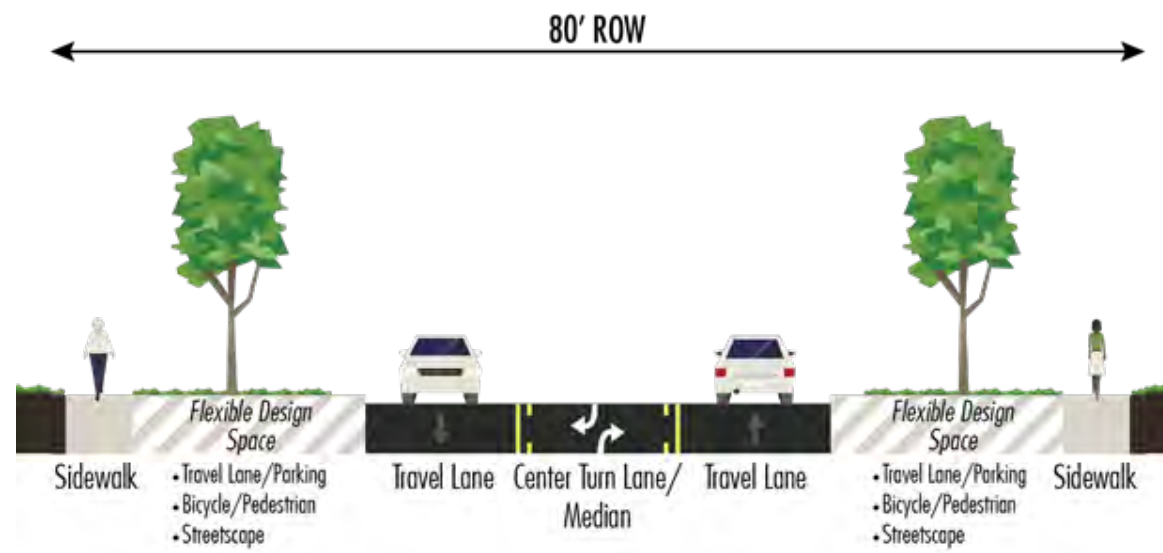 80' ROW
Flexible Design
Space
Flexible Design
Space
Sidewalk
• Travel Lane/Parking
• Bicycle/Pedestrian
• Streetscape
Travel Lane
Center Turn Lane/
Median
Travel Lane
• Travel Lane/Parking
• Bicycle/Pedestrian
• Streetscape
Sidewalk